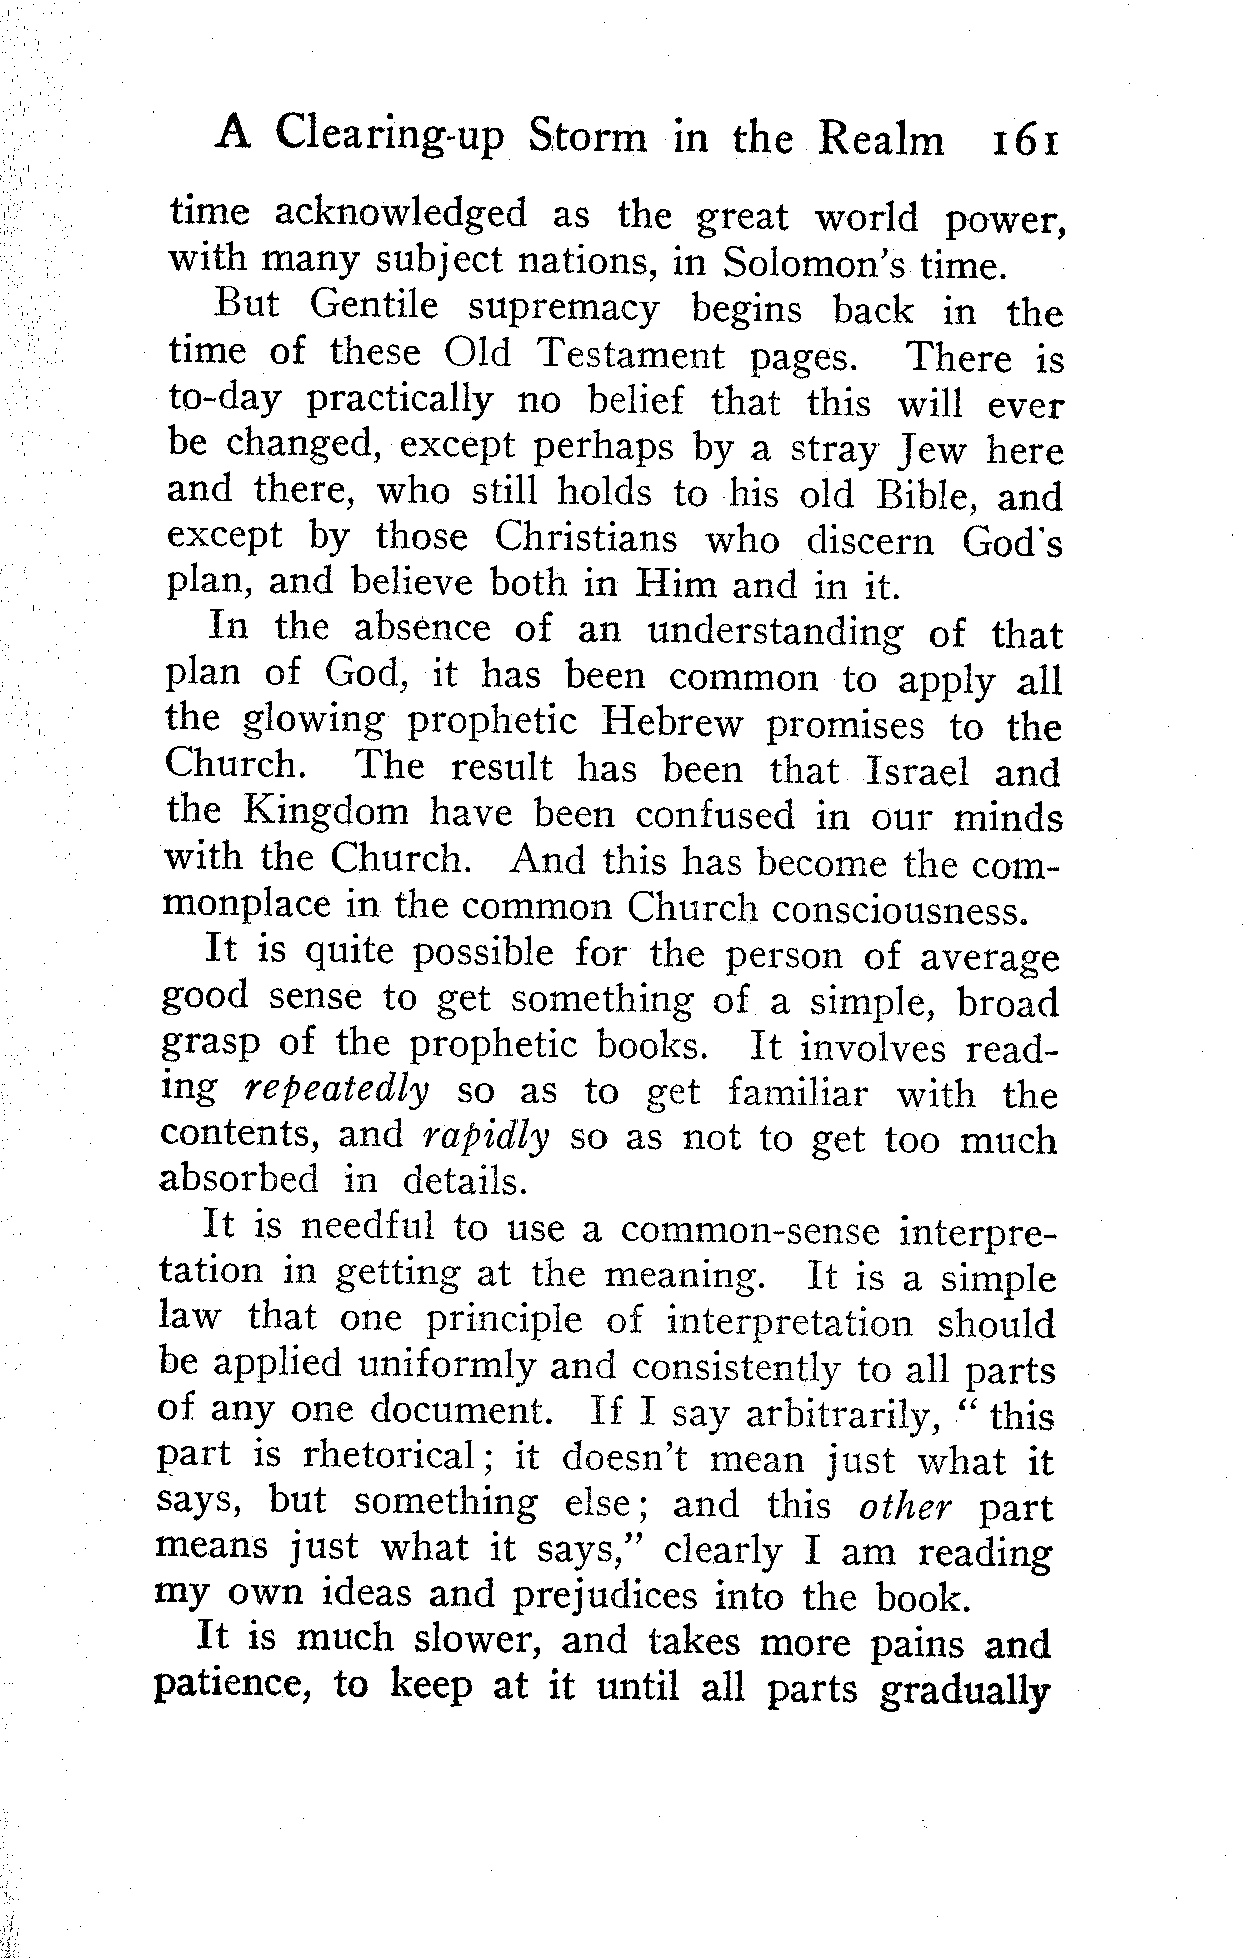 A Clearing-up Storm in the Realm 161
time acknowledged as the great world power,
with many subject nations, in Solomon's time.
But Gentile supremacy begins back in the
time of these Old Testament pages. There is
to-day practically no belief that this will ever
be changed, except perhaps by a stray Jew here
and there, who still holds to his old Bible, and
except by those Christians who discern God's
plan, and believe both in Him and in it.
In the absence of an understanding of that
plan of God, it has been common to apply all
the glowing prophetic Hebrew promises to the
Church. The result has been that Israel and
the Kingdom have been confused in our minds
with the Church. And this has become the com-
monplace in the common Church consciousness.
It is quite possible for the person of average
good sense to get something of a simple, broad
grasp of the prophetic books. It involves read-
ing repeatedly so as to get familiar with the
contents, and rapidly so as not to get too much
absorbed in details.
It is needful to use a common-sense interpre-
tation in getting at the meaning. It is a simple
law that one principle of interpretation should
be applied uniformly and consistently to all parts
of any one document. If I say arbitrarily, “ this
part is rhetorical; it doesn't mean just what it
says, but something else; and this other part
means just what it says,” clearly I am reading
my own ideas and prejudices into the book.
It is much slower, and takes more pains and
patience, to keep at it until all parts gradually